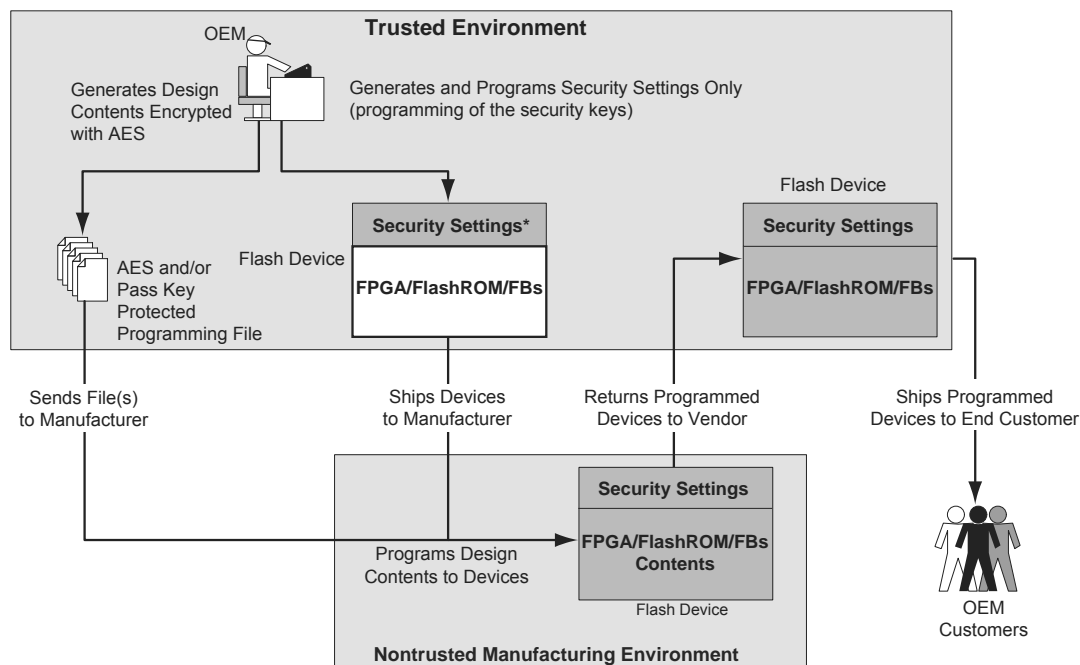 Trusted Environment
OEM
Generates Design
Contents Encrypted
with AES
Generates and Programs Security Settings Only
(programming of the security keys)
Flash Device
Security Settings*
FPGA/FlashROM/FBs
AES and/or
Pass Key
Protected
Programming File
Flash Device
Security Settings
FPGA/FlashROM/FBs
Sends File(s)
to Manufacturer
Ships Devices
to Manufacturer
Returns Programmed
Devices to Vendor
Ships Programmed
Devices to End Customer
Programs Design
Contents to Devices
Security Settings
FPGA/FlashROM/FBs
Contents
Flash Device
Nontrusted Manufacturing Environment
OEM
Customers